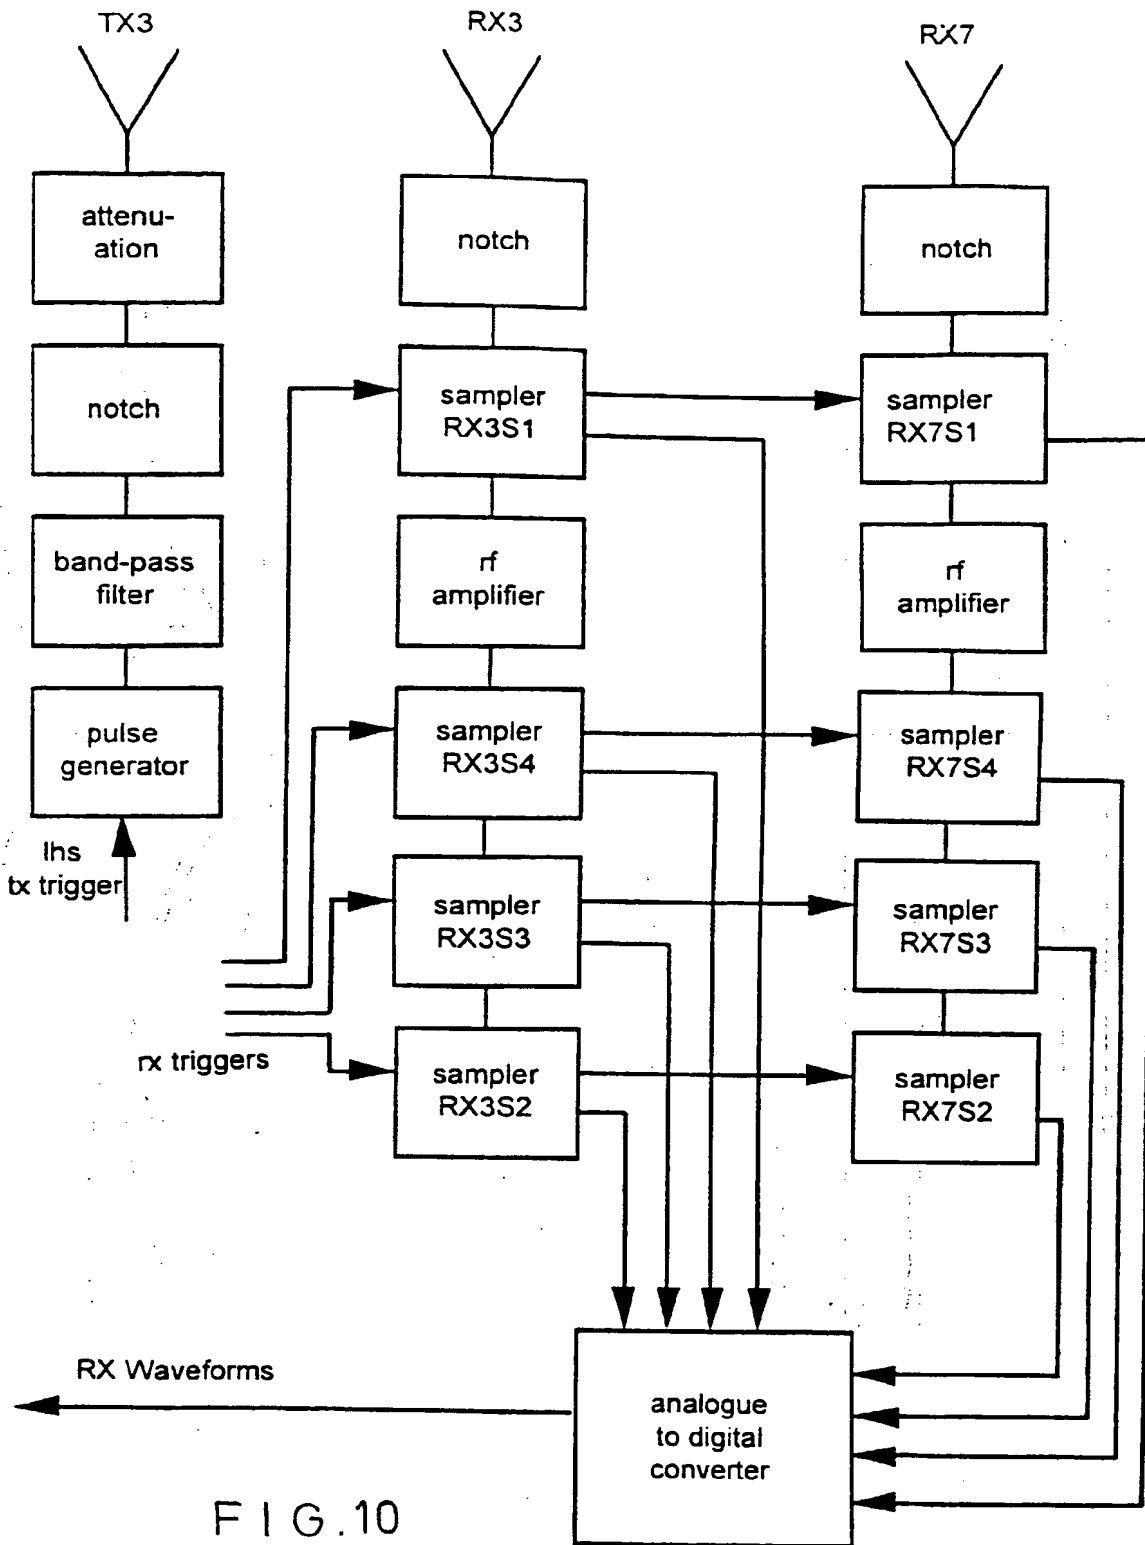 TX3
RX3
RX7
attenu-
ation
notch
notch
notch
sampler
RX3S1
sampler
RX7S1
band-pass
filter
rf
amplifier
rf
amplifier
pulse
generator
sampler
RX3S4
sampler
RX7S4
lhs
tx trigger
sampler
RX3S3
sampler
RX7S3
rx triggers
sampler
RX3S2
sampler
RX7S2
RX Waveforms
analogue
to digital
converter
FIG.10